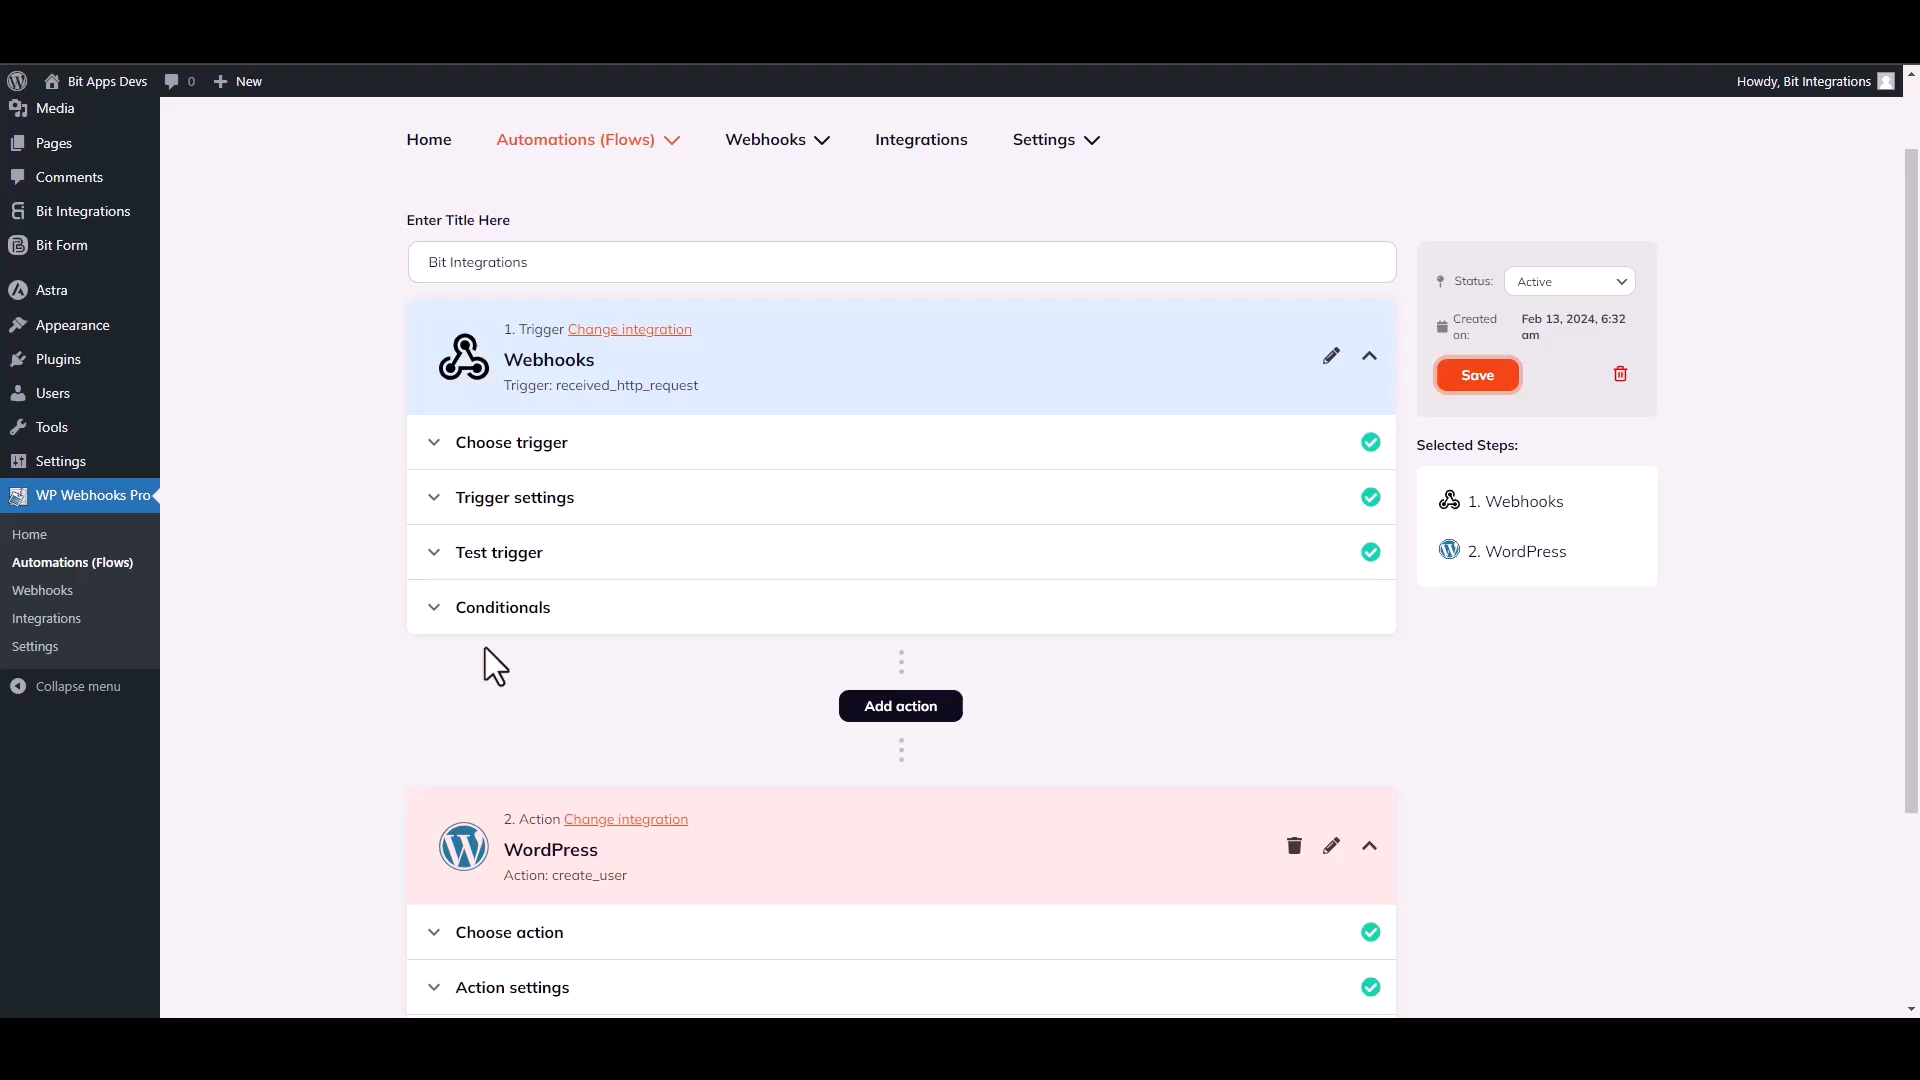 Bit Apps Devs
0
New
Howdy, Bit Integrations
Media
Pages
Comments
Bit Integrations
Bit Form
Astra
Appearance
Plugins
Users
Tools
Settings
WP Webhooks Pro
Home
Automations (Flows)
Webhooks
Integrations
Settings
Collapse menu
Home
Automations (Flows)
Webhooks
Integrations
Settings
Enter Title Here
Bit Integrations
1. Trigger Change integration
Webhooks
Trigger: received_http_request
Choose trigger
Trigger settings
Test trigger
Conditionals
Add action
2. Action Change integration
WordPress
Action: create_user
Choose action
Action settings
Status: Active
Created on: Feb 13, 2024, 6:32 am
Save
Selected Steps:
1. Webhooks
2. WordPress